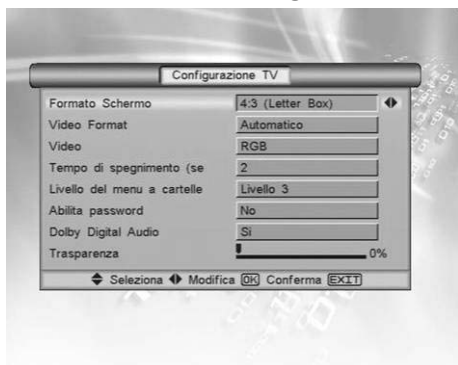 Configurazione TV
Formato Schermo 4:3 (Letter Box)
Video Format Automatico
Video RGB
Tempo di spegnimento (se 2
Livello del menu a cartelle Livello 3
Abilita password No
Dolby Digital Audio Si
Trasparenza 0%
Seleziona Modifica OK Conferma EXIT